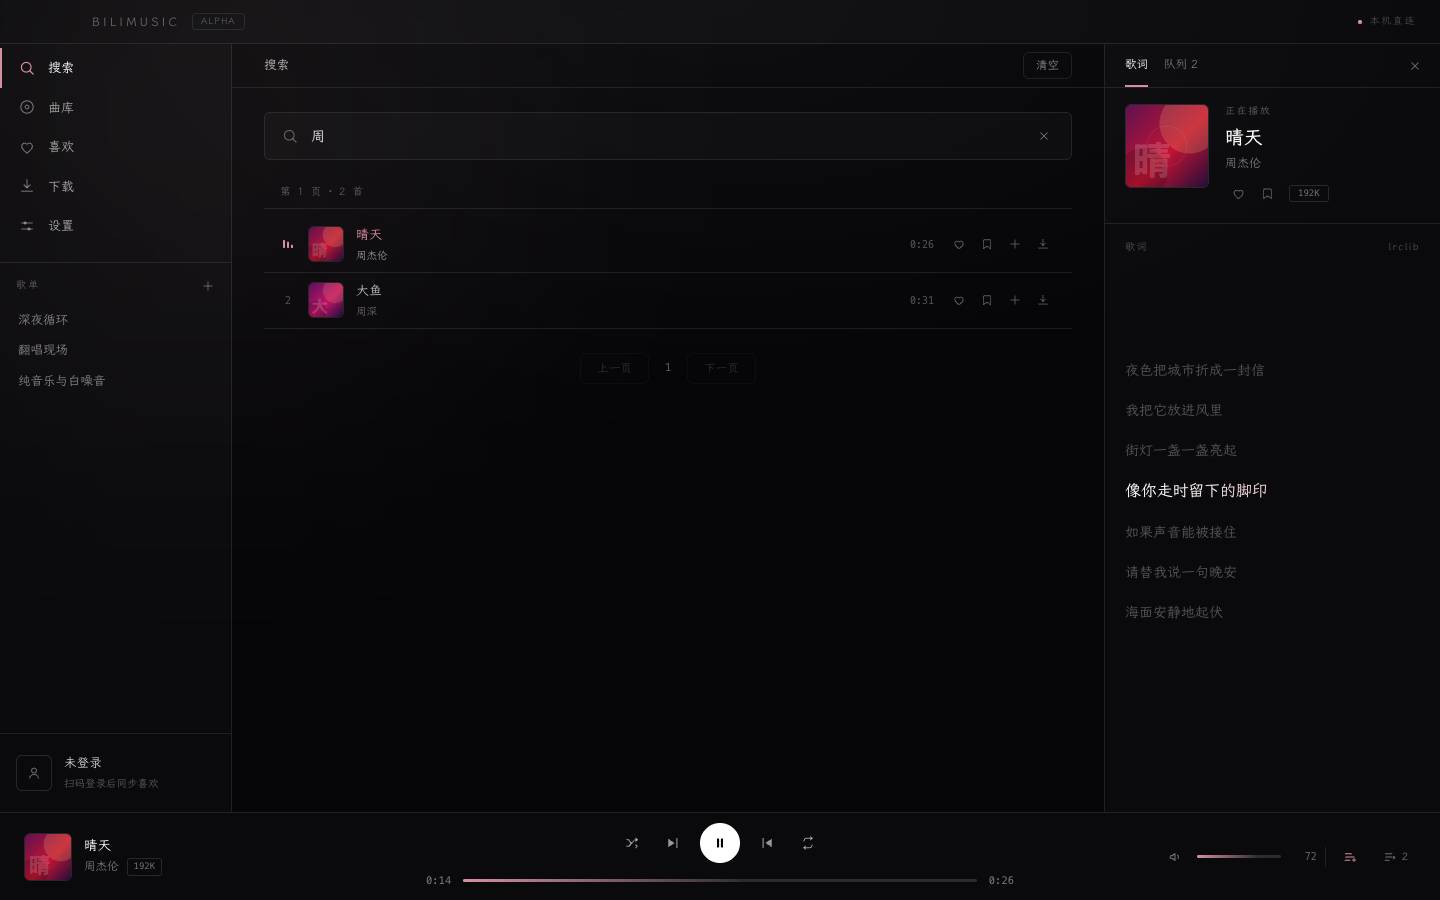 BILIMUSIC ALPHA
本机直连
搜索
曲库
喜欢
下载
设置
歌单
深夜循环
翻唱现场
纯音乐与白噪音
未登录
扫码登录后同步喜欢
搜索 清空
周
第 1 页 · 2 首
晴天
周杰伦
0:26
晴
2
大鱼
周深
0:31
大
上一页 1 下一页
歌词 队列 2
晴
正在播放
晴天
周杰伦
192K
歌词 lrclib
夜色把城市折成一封信
我把它放进风里
街灯一盏一盏亮起
像你走时留下的脚印
如果声音能被接住
请替我说一句晚安
海面安静地起伏
晴
晴天
周杰伦 192K
0:14 0:26
72
2